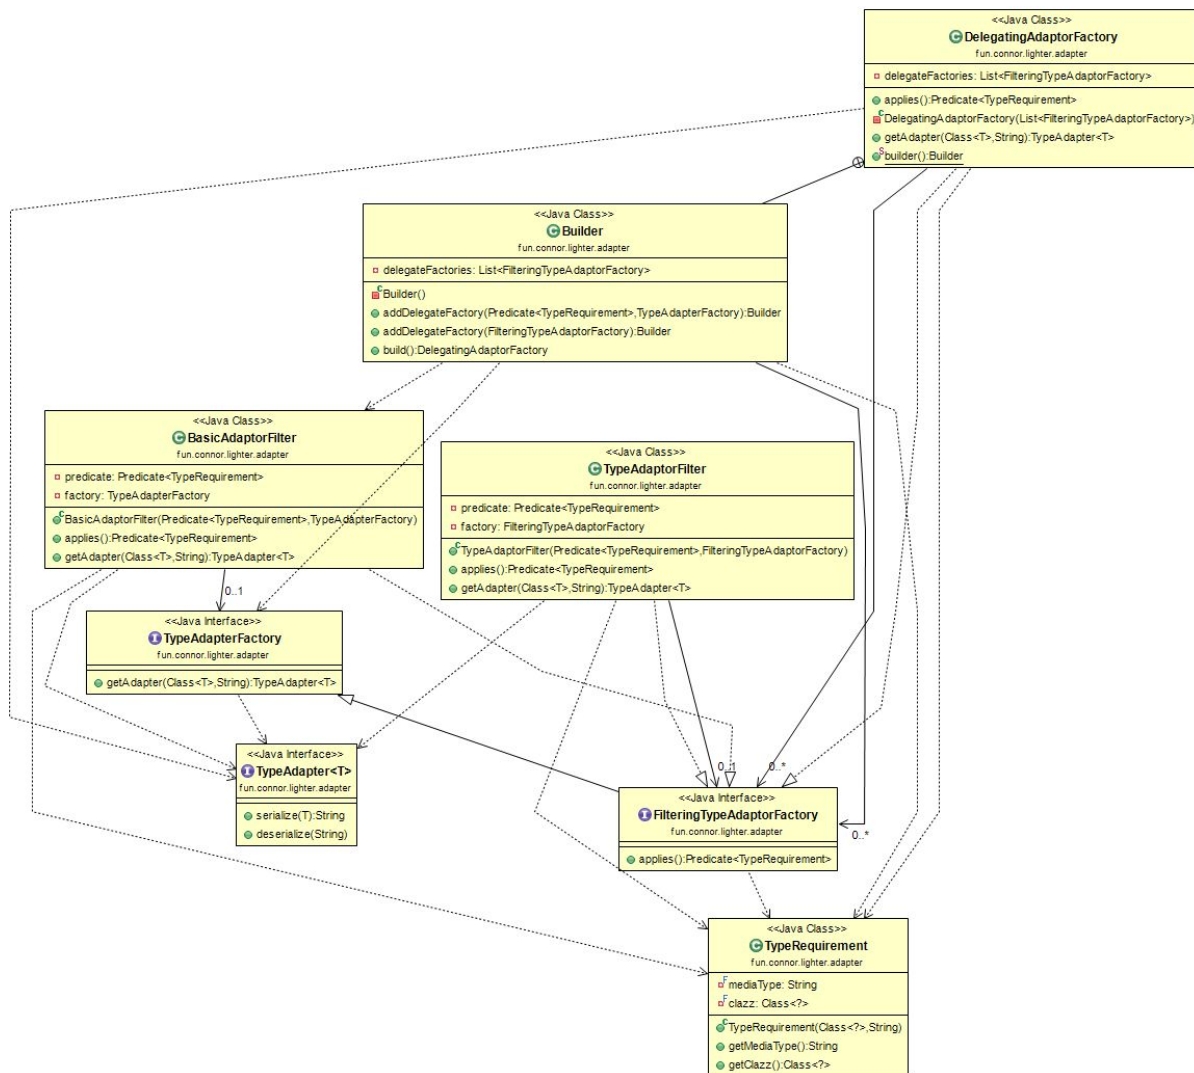 <<Java Class>>
DelegatingAdaptorFactory
fun.connor.lighter.adapter
delegateFactories: List<FilteringTypeAdaptorFactory>
applies():Predicate<TypeRequirement>
DelegatingAdaptorFactory(List<FilteringTypeAdaptorFactory>)
getAdapter(Class<T>,String):TypeAdapter<T>
builder():Builder
<<Java Class>>
Builder
fun.connor.lighter.adapter
delegateFactories: List<FilteringTypeAdaptorFactory>
Builder()
addDelegateFactory(Predicate<TypeRequirement>,TypeAdapterFactory):Builder
addDelegateFactory(FilteringTypeAdaptorFactory):Builder
build():DelegatingAdaptorFactory
<<Java Class>>
BasicAdaptorFilter
fun.connor.lighter.adapter
predicate: Predicate<TypeRequirement>
factory: TypeAdapterFactory
BasicAdaptorFilter(Predicate<TypeRequirement>,TypeAdapterFactory)
applies():Predicate<TypeRequirement>
getAdapter(Class<T>,String):TypeAdapter<T>
<<Java Class>>
TypeAdaptorFilter
fun.connor.lighter.adapter
predicate: Predicate<TypeRequirement>
factory: FilteringTypeAdaptorFactory
TypeAdaptorFilter(Predicate<TypeRequirement>,FilteringTypeAdaptorFactory)
applies():Predicate<TypeRequirement>
getAdapter(Class<T>,String):TypeAdapter<T>
0..1
<<Java Interface>>
TypeAdapterFactory
fun.connor.lighter.adapter
getAdapter(Class<T>,String):TypeAdapter<T>
<<Java Interface>>
TypeAdapter<T>
fun.connor.lighter.adapter
serialize(T):String
deserialize(String)
0..1
0..*
<<Java Interface>>
FilteringTypeAdaptorFactory
fun.connor.lighter.adapter
applies():Predicate<TypeRequirement>
0..*
<<Java Class>>
TypeRequirement
fun.connor.lighter.adapter
mediaType: String
clazz: Class<?>
TypeRequirement(Class<?>,String)
getMediaType():String
getClazz():Class<?>